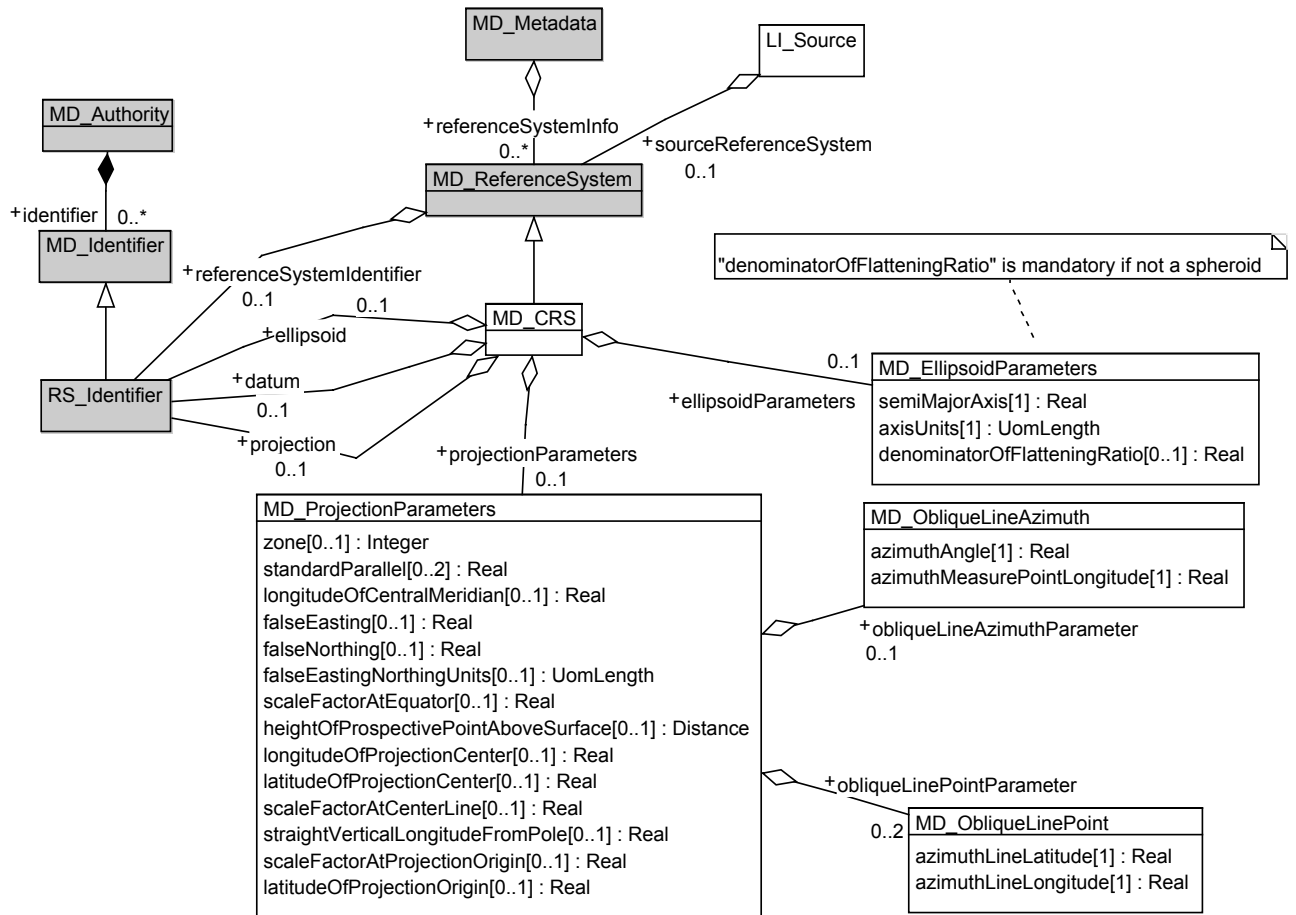 MD_Metadata
LI_Source
MD_Authority
+referenceSystemInfo
0..*
+sourceReferenceSystem
0..1
MD_ReferenceSystem
+identifier 0..*
MD_Identifier
+referenceSystemIdentifier
0..1
"denominatorOfFlatteningRatio" is mandatory if not a spheroid
0..1
+ellipsoid
MD_CRS
RS_Identifier
+datum
0..1
+projection
0..1
0..1
+ellipsoidParameters
MD_EllipsoidParameters
semiMajorAxis[1] : Real
axisUnits[1] : UomLength
denominatorOfFlatteningRatio[0..1] : Real
+projectionParameters
0..1
MD_ProjectionParameters
zone[0..1] : Integer
standardParallel[0..2] : Real
longitudeOfCentralMeridian[0..1] : Real
falseEasting[0..1] : Real
falseNorthing[0..1] : Real
falseEastingNorthingUnits[0..1] : UomLength
scaleFactorAtEquator[0..1] : Real
heightOfProspectivePointAboveSurface[0..1] : Distance
longitudeOfProjectionCenter[0..1] : Real
latitudeOfProjectionCenter[0..1] : Real
scaleFactorAtCenterLine[0..1] : Real
straightVerticalLongitudeFromPole[0..1] : Real
scaleFactorAtProjectionOrigin[0..1] : Real
latitudeOfProjectionOrigin[0..1] : Real
MD_ObliqueLineAzimuth
azimuthAngle[1] : Real
azimuthMeasurePointLongitude[1] : Real
+obliqueLineAzimuthParameter
0..1
+obliqueLinePointParameter
0..2
MD_ObliqueLinePoint
azimuthLineLatitude[1] : Real
azimuthLineLongitude[1] : Real